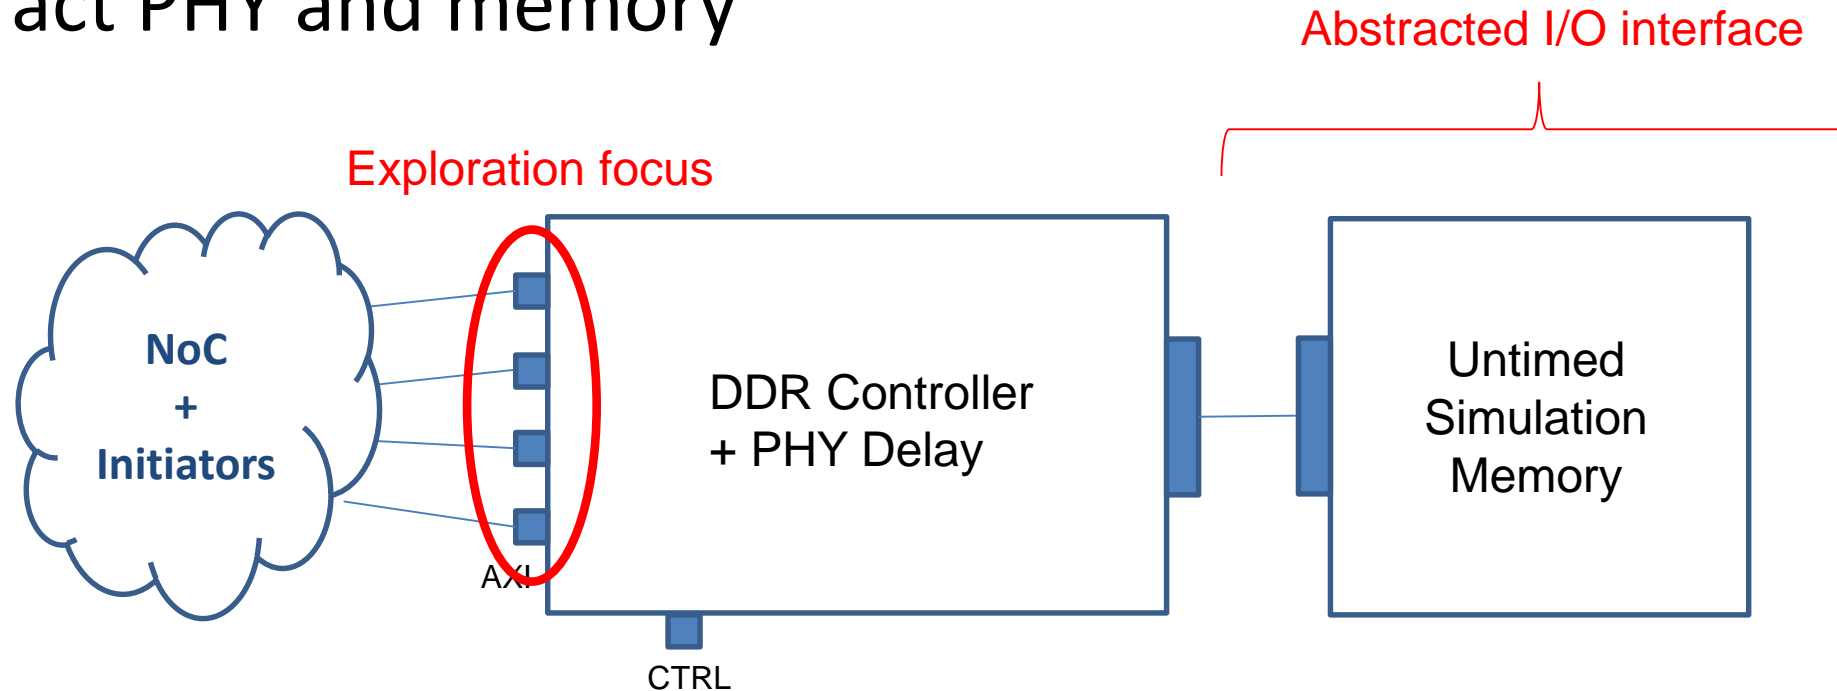 act PHY and memory
Abstracted I/O interface
Exploration focus
NoC
+
Initiators
DDR Controller
+ PHY Delay
Untimed
Simulation
Memory
AXI
CTRL